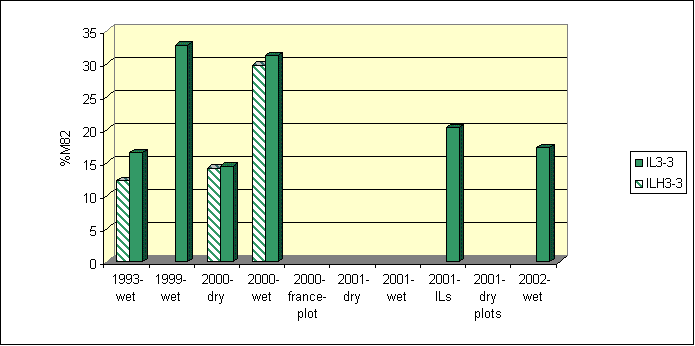 35
30
25
20
15
10
5
0
%M82
1993-
wet
1999-
wet
2000-
dry
2000-
wet
2000-
france-
plot
2001-
dry
2001-
wet
2001-
ILs
2001-
dry
plots
2002-
wet
IL3-3
ILH3-3